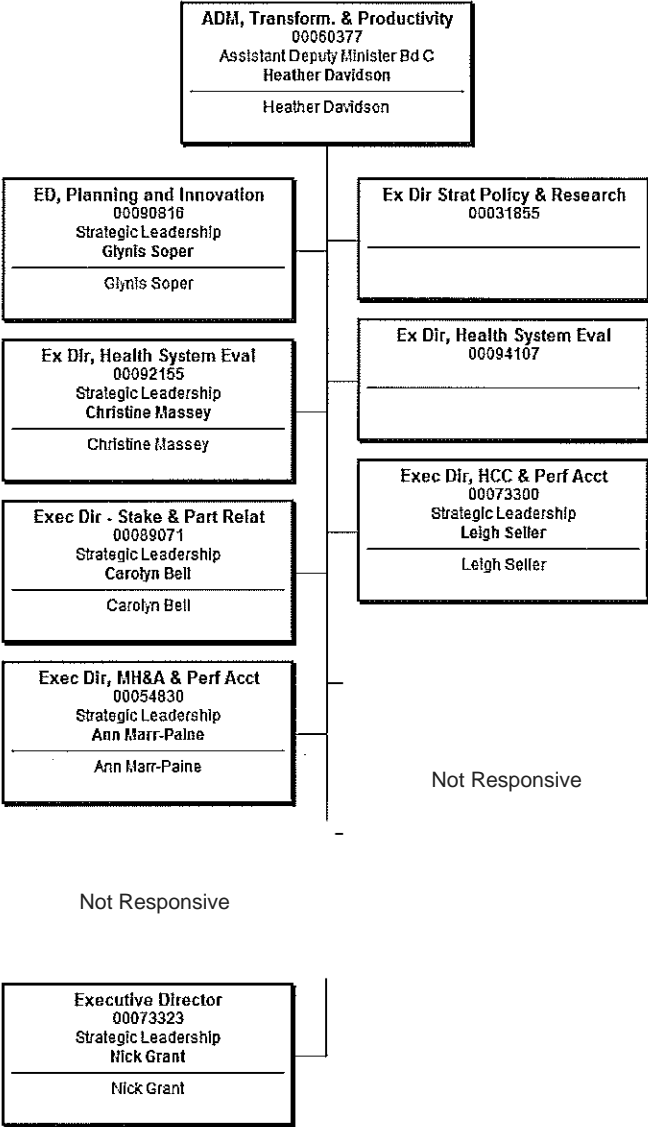 ADM, Transform. & Productivity
00060377
Assistant Deputy Minister Bd C
Heather Davidson
Heather Davidson
ED, Planning and Innovation
00090816
Strategic Leadership
Glynis Soper
Glynis Soper
Ex Dir Strat Policy & Research
00031855
Ex Dir, Health System Eval
00092155
Strategic Leadership
Christine Massey
Christine Massey
Ex Dir, Health System Eval
00094107
Exec Dir - Stake & Part Relat
00089071
Strategic Leadership
Carolyn Bell
Carolyn Bell
Exec Dir, HCC & Perf Acct
00073300
Strategic Leadership
Leigh Seller
Leigh Seller
Exec Dir, MH&A & Perf Acct
00054830
Strategic Leadership
Ann Marr-Paine
Ann Marr-Paine
Not Responsive
Not Responsive
Executive Director
00073323
Strategic Leadership
Nick Grant
Nick Grant